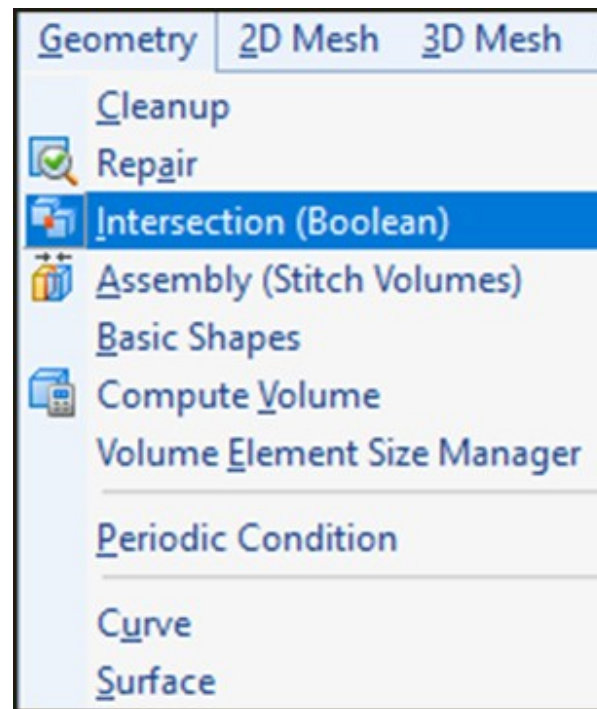 Geometry 2D Mesh 3D Mesh
Cleanup
Repair
Intersection (Boolean)
Assembly (Stitch Volumes)
Basic Shapes
Compute Volume
Volume Element Size Manager
Periodic Condition
Curve
Surface